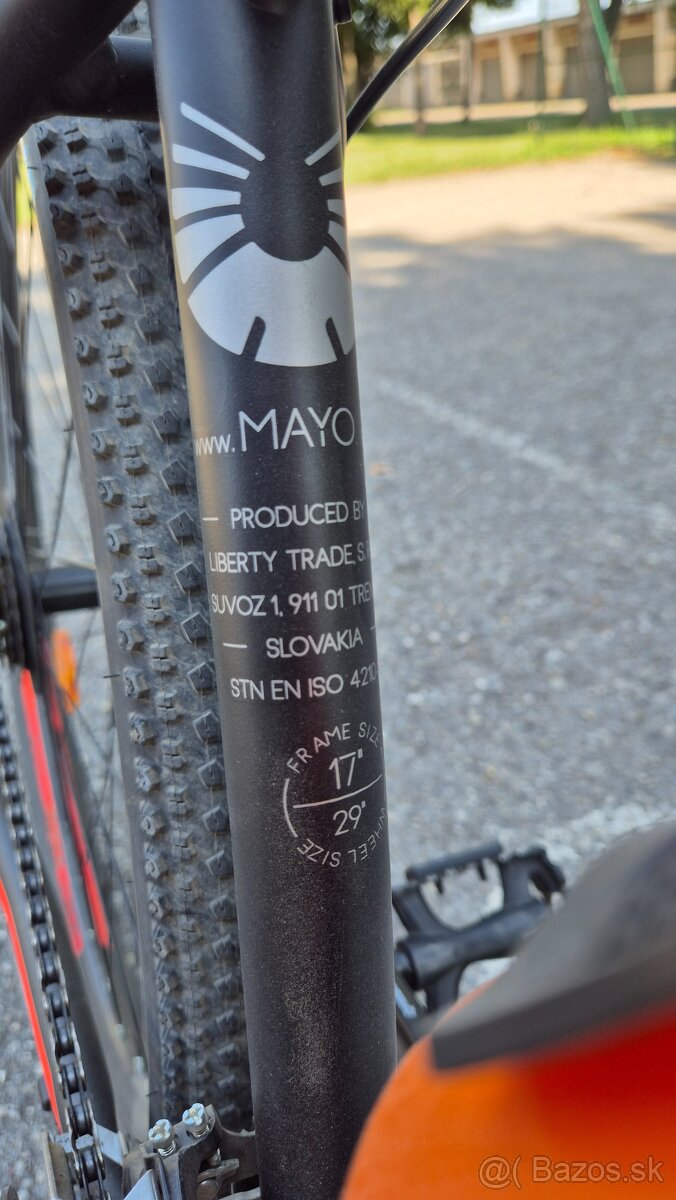 www.MAYO.
— PRODUCED BY
LIBERTY TRADE, S.
SUVOZ 1, 911 01 TRE
— SLOVAKIA —
STN EN ISO 4210
FRAME SIZE
17"
29"
WHEEL SIZE
@( Bazos.sk